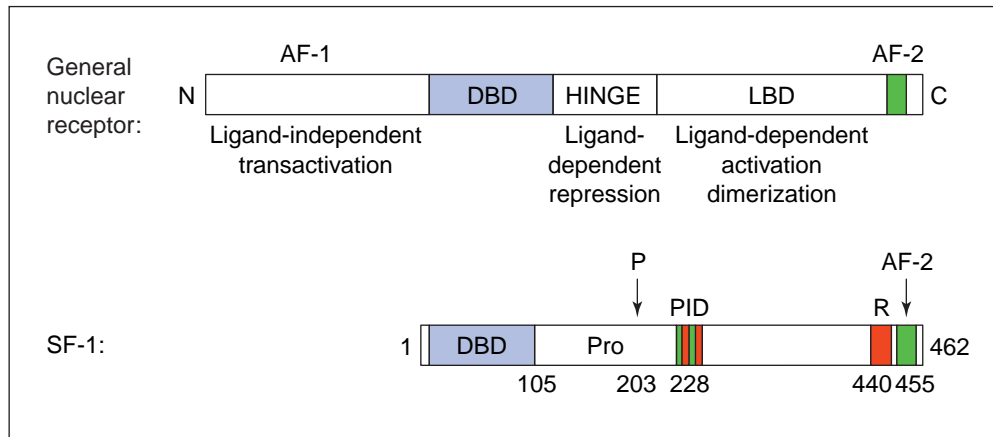 AF-1
AF-2
General
nuclear
receptor:
N
DBD
HINGE
LBD
C
Ligand-independent
transactivation
Ligand-
dependent
repression
Ligand-dependent
activation
dimerization
P
AF-2
PID
R
SF-1:
1
DBD
Pro
462
105
203
228
440
455